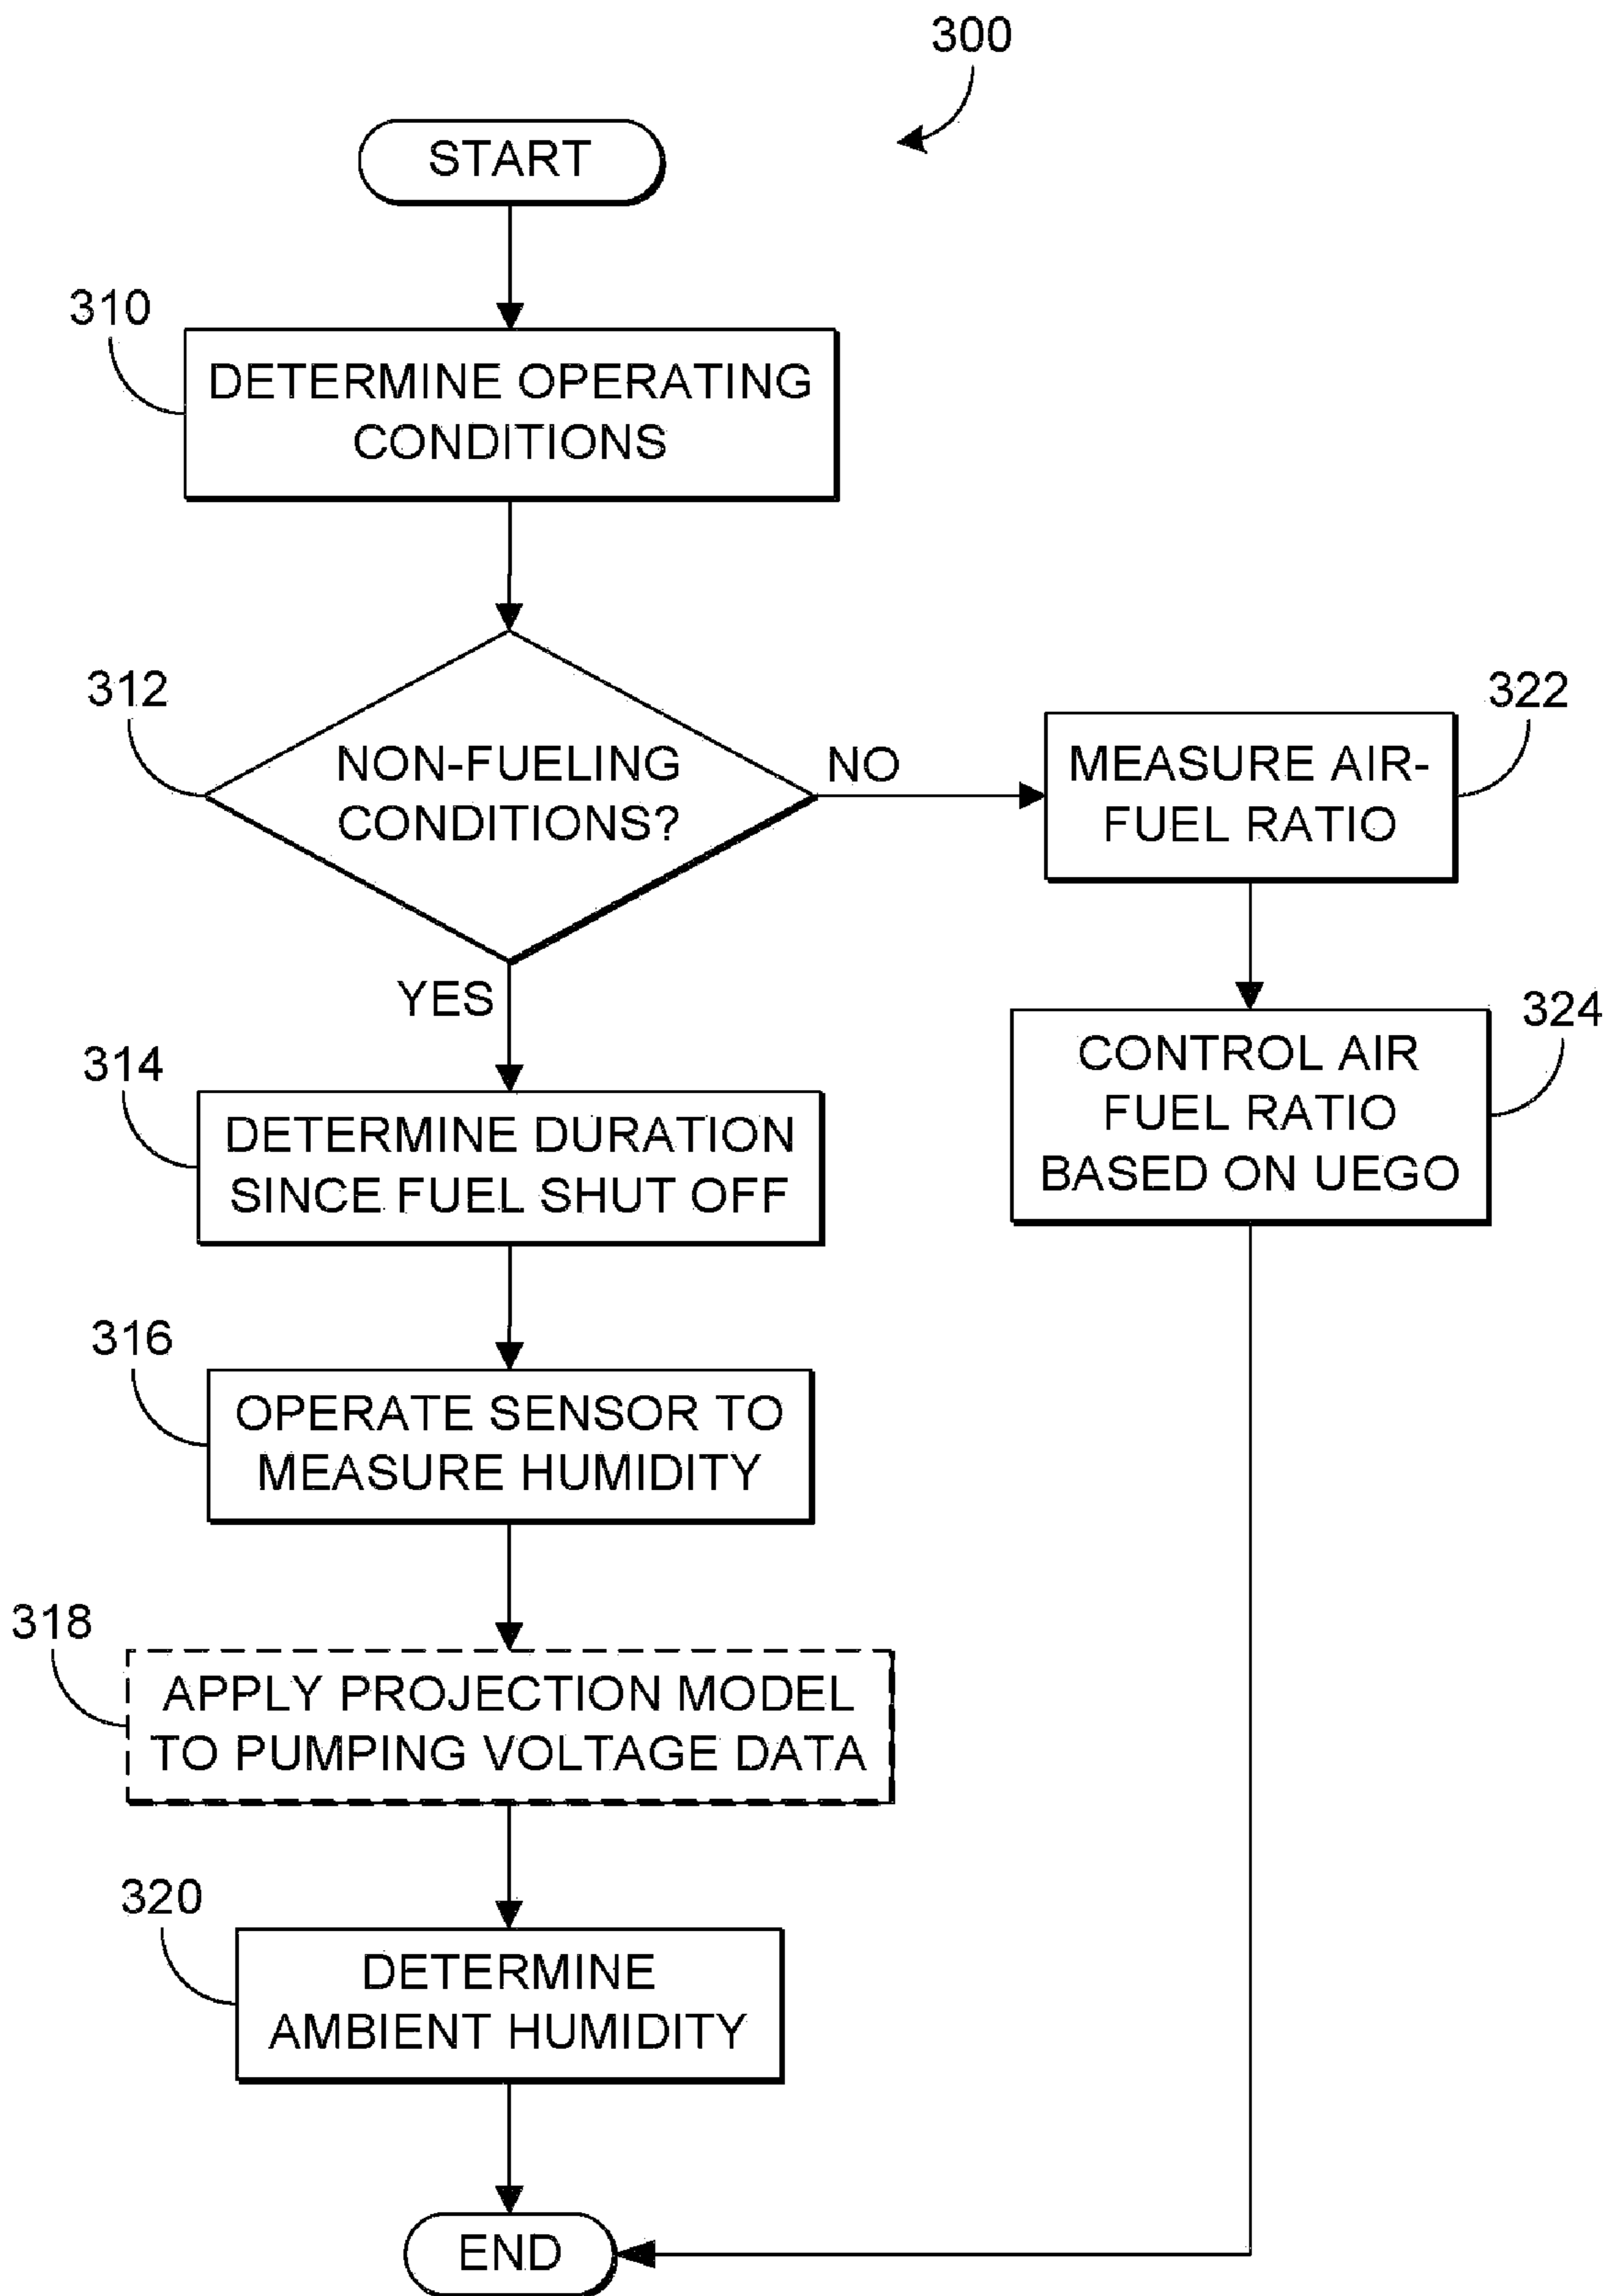 300
START
310
DETERMINE OPERATING
CONDITIONS
312
NON-FUELING
CONDITIONS?
NO
YES
322
MEASURE AIR-
FUEL RATIO
324
CONTROL AIR
FUEL RATIO
BASED ON UEGO
314
DETERMINE DURATION
SINCE FUEL SHUT OFF
316
OPERATE SENSOR TO
MEASURE HUMIDITY
318
APPLY PROJECTION MODEL
TO PUMPING VOLTAGE DATA
320
DETERMINE
AMBIENT HUMIDITY
END